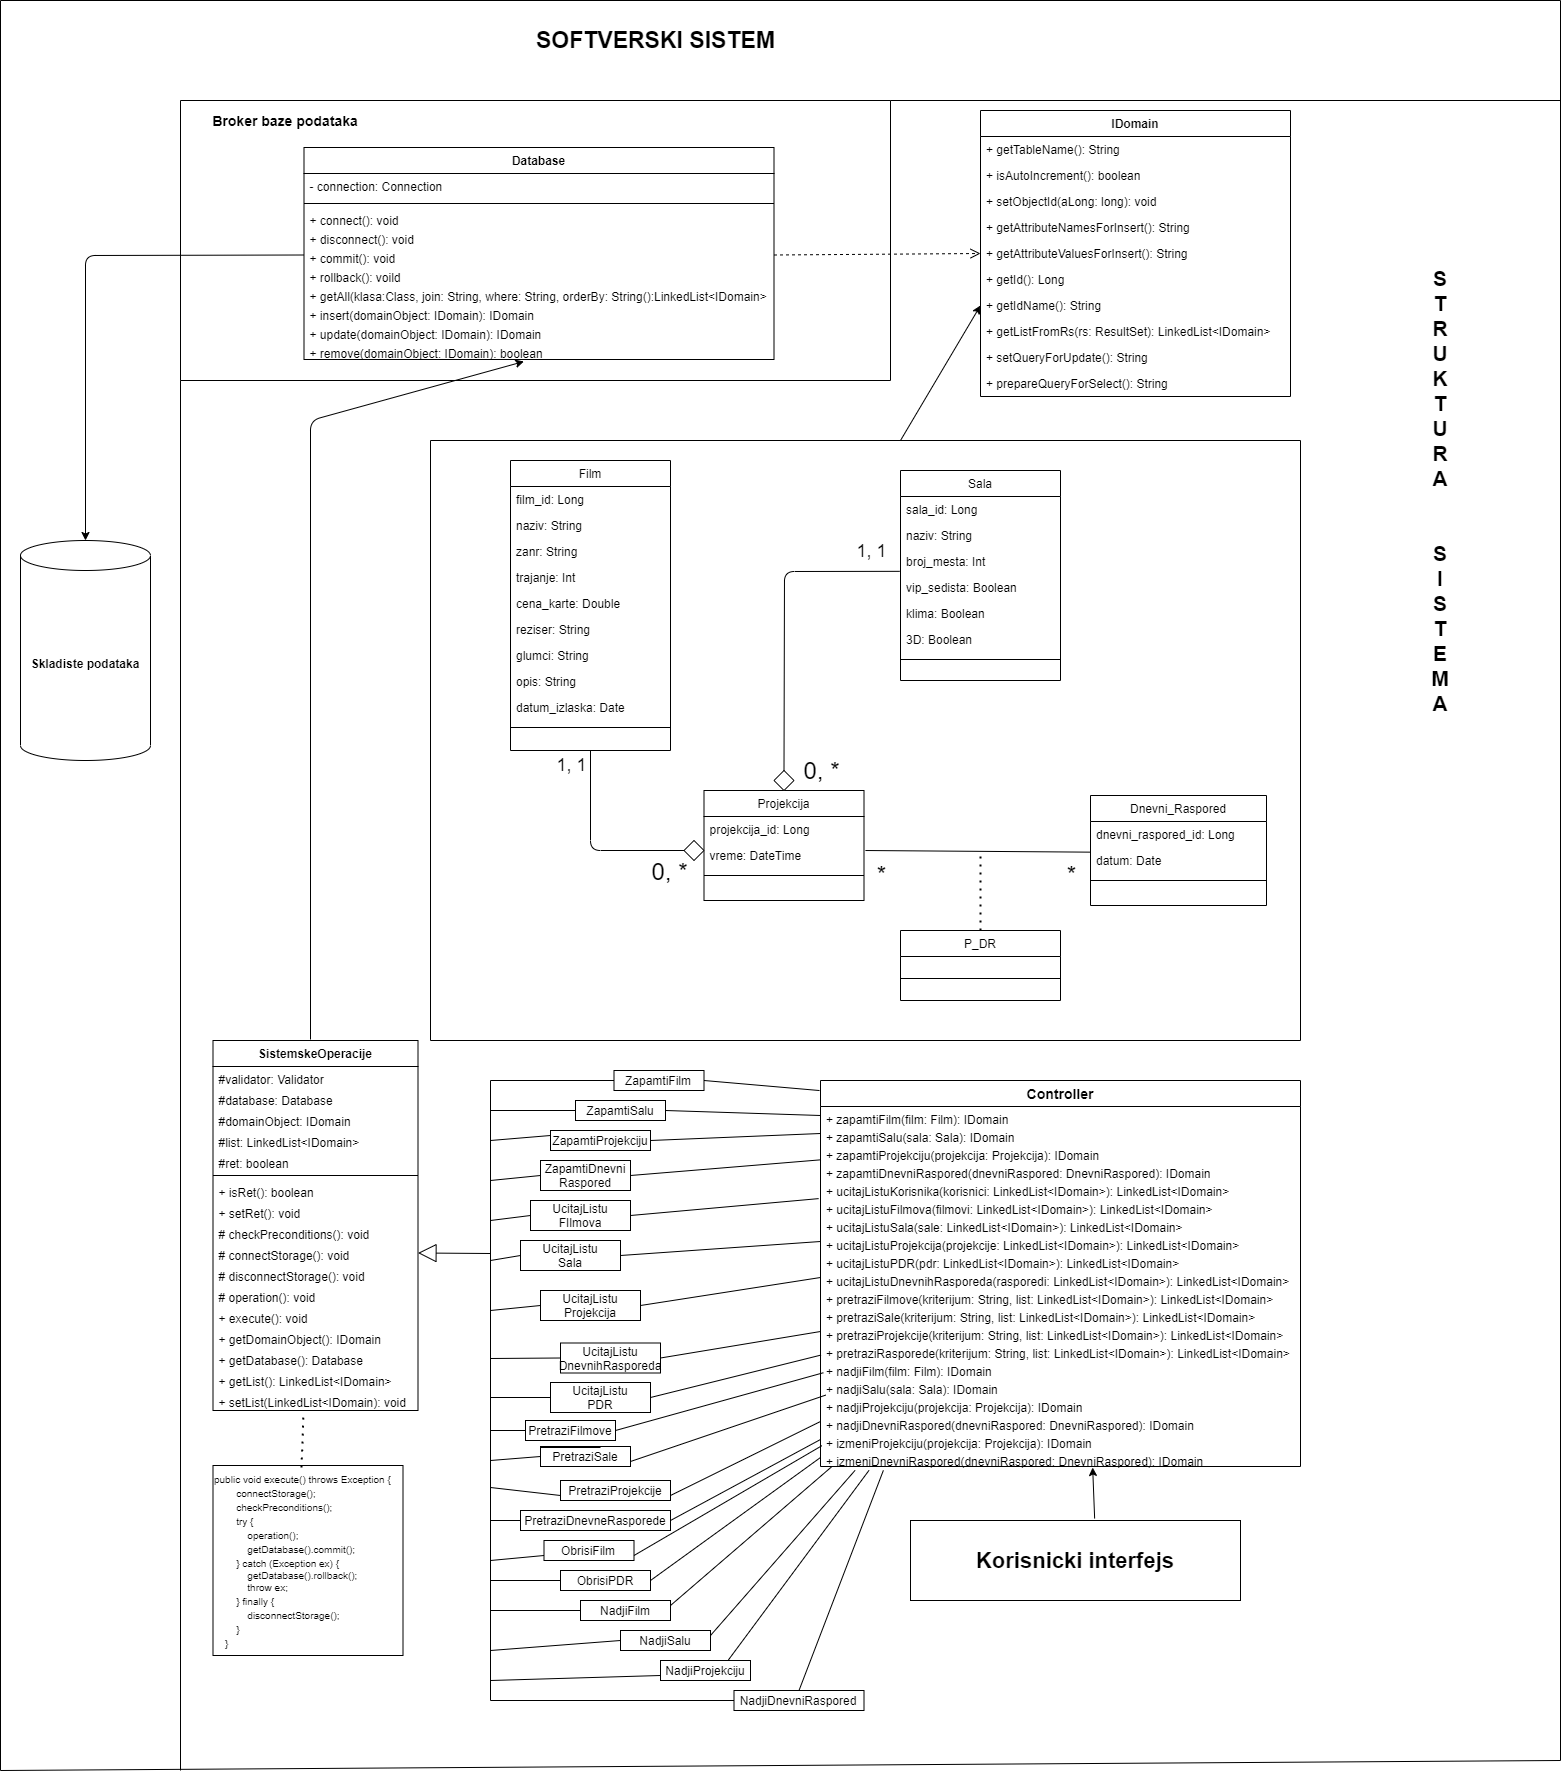 SOFTVERSKI SISTEM
Broker baze podataka
Database
- connection: Connection
+ connect(): void
+ disconnect(): void
+ commit(): void
+ rollback(): voild
+ getAll(klasa:Class, join: String, where: String, orderBy: String():LinkedList<IDomain>
+ insert(domainObject: IDomain): IDomain
+ update(domainObject: IDomain): IDomain
+ remove(domainObject: IDomain): boolean
IDomain
+ getTableName(): String
+ isAutoIncrement(): boolean
+ setObjectId(aLong: long): void
+ getAttributeNamesForInsert(): String
+ getAttributeValuesForInsert(): String
+ getId(): Long
+ getIdName(): String
+ getListFromRs(rs: ResultSet): LinkedList<IDomain>
+ setQueryForUpdate(): String
+ prepareQueryForSelect(): String
S
T
R
U
K
T
U
R
A
S
I
S
T
E
M
A
Skladiste podataka
Film
film_id: Long
naziv: String
zanr: String
trajanje: Int
cena_karte: Double
reziser: String
glumci: String
opis: String
datum_izlaska: Date
1, 1
Sala
sala_id: Long
naziv: String
broj_mesta: Int
vip_sedista: Boolean
klima: Boolean
3D: Boolean
1, 1
0, *
0, *
Projekcija
projekcija_id: Long
vreme: DateTime
*
*
Dnevni_Raspored
dnevni_raspored_id: Long
datum: Date
P_DR
SistemskeOperacije
#validator: Validator
#database: Database
#domainObject: IDomain
#list: LinkedList<IDomain>
#ret: boolean
+ isRet(): boolean
+ setRet(): void
# checkPreconditions(): void
# connectStorage(): void
# disconnectStorage(): void
# operation(): void
+ execute(): void
+ getDomainObject(): IDomain
+ getDatabase(): Database
+ getList(): LinkedList<IDomain>
+ setList(LinkedList<IDomain): void
public void execute() throws Exception {
connectStorage();
checkPreconditions();
try {
operation();
getDatabase().commit();
} catch (Exception ex) {
getDatabase().rollback();
throw ex;
} finally {
disconnectStorage();
}
}
ZapamtiFilm
ZapamtiSalu
ZapamtiProjekciju
ZapamtiDnevni
Raspored
UcitajListu
FIlmova
UcitajListu
Sala
UcitajListu
Projekcija
UcitajListu
DnevnihRasporeda
UcitajListu
PDR
PretraziFilmove
PretraziSale
PretraziProjekcije
PretraziDnevneRasporede
ObrisiFilm
ObrisiPDR
NadjiFilm
NadjiSalu
NadjiProjekciju
NadjiDnevniRaspored
Controller
+ zapamtiFilm(film: Film): IDomain
+ zapamtiSalu(sala: Sala): IDomain
+ zapamtiProjekciju(projekcija: Projekcija): IDomain
+ zapamtiDnevniRaspored(dnevniRaspored: DnevniRaspored): IDomain
+ ucitajListuKorisnika(korisnici: LinkedList<IDomain>): LinkedList<IDomain>
+ ucitajListuFilmova(filmovi: LinkedList<IDomain>): LinkedList<IDomain>
+ ucitajListuSala(sale: LinkedList<IDomain>): LinkedList<IDomain>
+ ucitajListuProjekcija(projekcije: LinkedList<IDomain>): LinkedList<IDomain>
+ ucitajListuPDR(pdr: LinkedList<IDomain>): LinkedList<IDomain>
+ ucitajListuDnevnihRasporeda(rasporedi: LinkedList<IDomain>): LinkedList<IDomain>
+ pretraziFilmove(kriterijum: String, list: LinkedList<IDomain>): LinkedList<IDomain>
+ pretraziSale(kriterijum: String, list: LinkedList<IDomain>): LinkedList<IDomain>
+ pretraziProjekcije(kriterijum: String, list: LinkedList<IDomain>): LinkedList<IDomain>
+ pretraziRasporede(kriterijum: String, list: LinkedList<IDomain>): LinkedList<IDomain>
+ nadjiFilm(film: Film): IDomain
+ nadjiSalu(sala: Sala): IDomain
+ nadjiProjekciju(projekcija: Projekcija): IDomain
+ nadjiDnevniRaspored(dnevniRaspored: DnevniRaspored): IDomain
+ izmeniProjekciju(projekcija: Projekcija): IDomain
+ izmeniDnevniRaspored(dnevniRaspored: DnevniRaspored): IDomain
Korisnicki interfejs